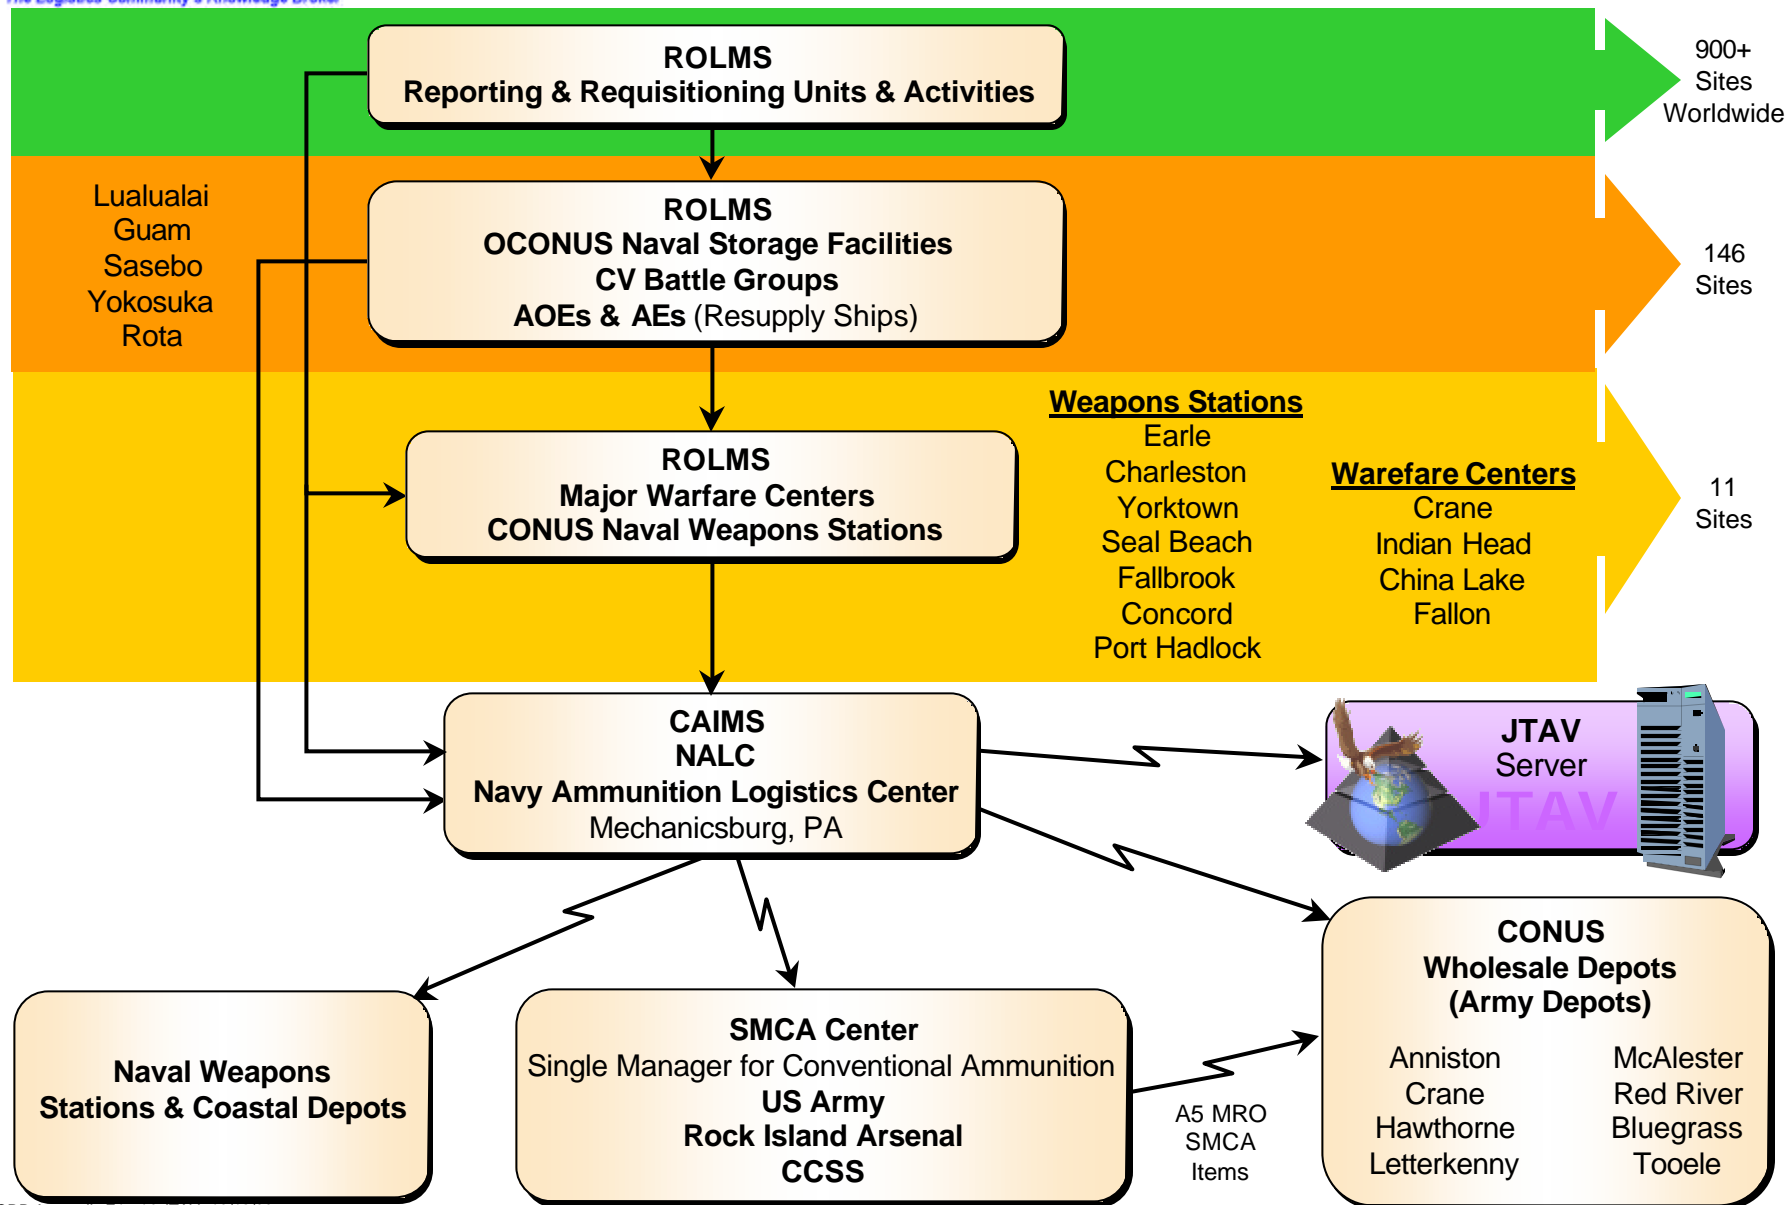 The Logistics Community's Knowledge Broker
ROLMS
Reporting & Requisitioning Units & Activities
900+
Sites
Worldwide
Lualualai
Guam
Sasebo
Yokosuka
Rota
ROLMS
OCONUS Naval Storage Facilities
CV Battle Groups
AOEs & AEs (Resupply Ships)
146
Sites
ROLMS
Major Warfare Centers
CONUS Naval Weapons Stations
Weapons Stations
Earle
Charleston
Yorktown
Seal Beach
Fallbrook
Concord
Port Hadlock
Warefare Centers
Crane
Indian Head
China Lake
Fallon
11
Sites
CAIMS
NALC
Navy Ammunition Logistics Center
Mechanicsburg, PA
JTAV
Server
JTAV
Naval Weapons
Stations & Coastal Depots
SMCA Center
Single Manager for Conventional Ammunition
US Army
Rock Island Arsenal
CCSS
A5 MRO
SMCA
Items
CONUS
Wholesale Depots
(Army Depots)
Anniston
Crane
Hawthorne
Letterkenny
McAlester
Red River
Bluegrass
Tooele